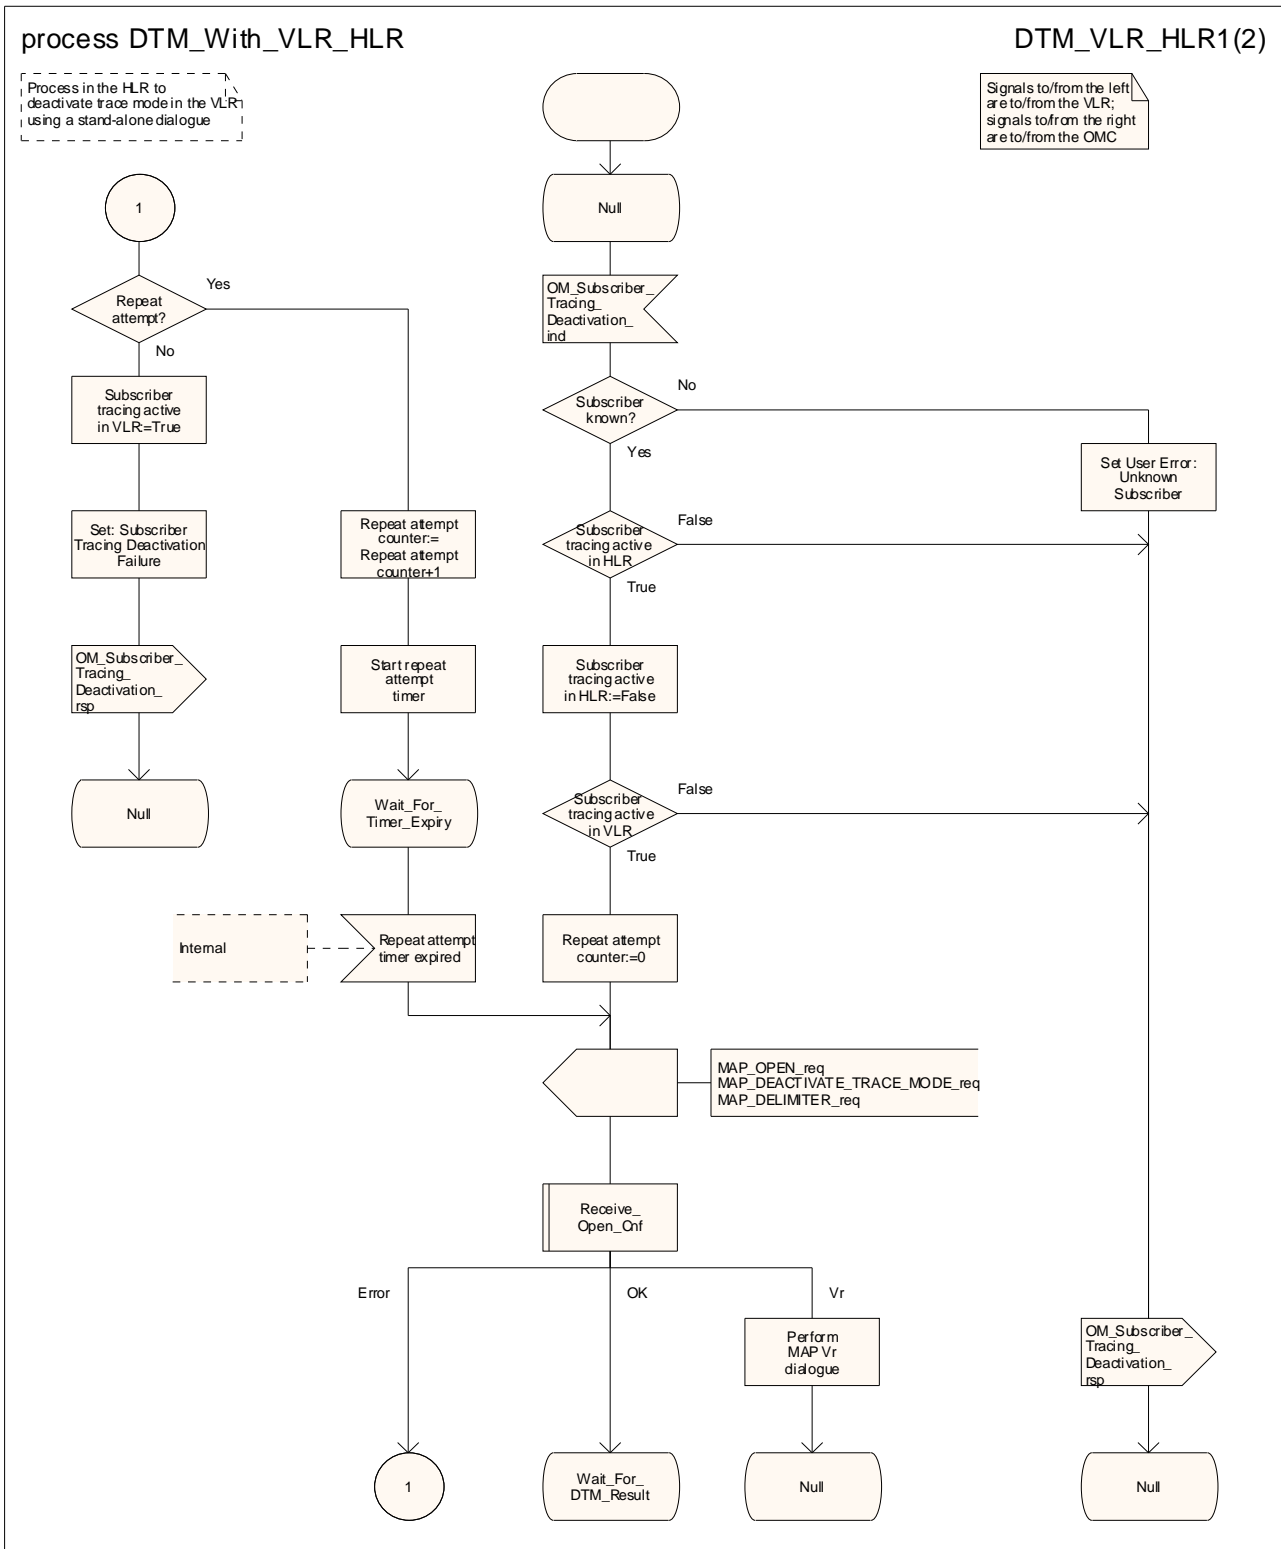 process DTM_With_VLR_HLR
DTM_VLR_HLR1(2)
Process in the HLR to
deactivate trace mode in the VLR
using a stand-alone dialogue
Signals to/from the left
are to/from the VLR;
signals to/from the right
are to/from the OMC
1
Null
OM_Subscriber_
Tracing_
Deactivation_
ind
Repeat
attempt?
Yes
No
Subscriber
known?
No
Yes
Subscriber
tracing active
in VLR:=True
Set User Error:
Unknown
Subscriber
Set: Subscriber
Tracing Deactivation
Failure
Repeat attempt
counter:=
Repeat attempt
counter+1
Subscriber
tracing active
in HLR
False
True
OM_Subscriber_
Tracing_
Deactivation_
rsp
Start repeat
attempt
timer
Subscriber
tracing active
in HLR:=False
Null
Wait_For_
Timer_Expiry
Subscriber
tracing active
in VLR
False
True
Internal
Repeat attempt
timer expired
Repeat attempt
counter:=0
MAP_OPEN_req
MAP_DEACTIVATE_TRACE_MODE_req
MAP_DELIMITER_req
Receive_
Open_Cnf
Error
OK
Vr
Perform
MAP Vr
dialogue
OM_Subscriber_
Tracing_
Deactivation_
rsp
1
Wait_For_
DTM_Result
Null
Null